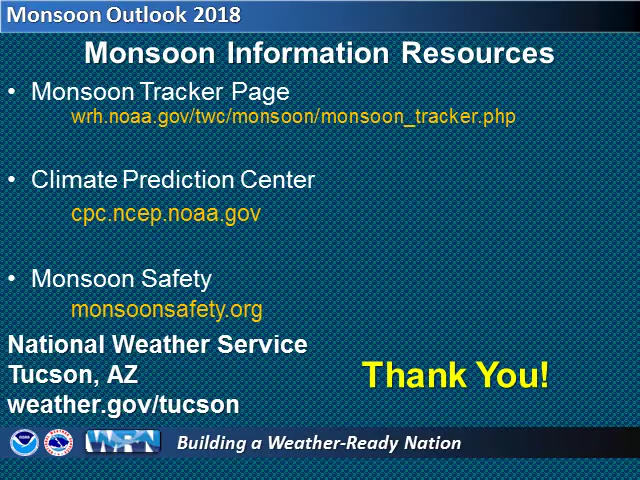 Monsoon Outlook 2018
Monsoon Information Resources
• Monsoon Tracker Page
wrh.noaa.gov/twc/monsoon/monsoon_tracker.php
• Climate Prediction Center
cpc.ncep.noaa.gov
• Monsoon Safety
monsoonsafety.org
National Weather Service
Tucson, AZ
weather.gov/tucson
Thank You!
WRN
Building a Weather-Ready Nation